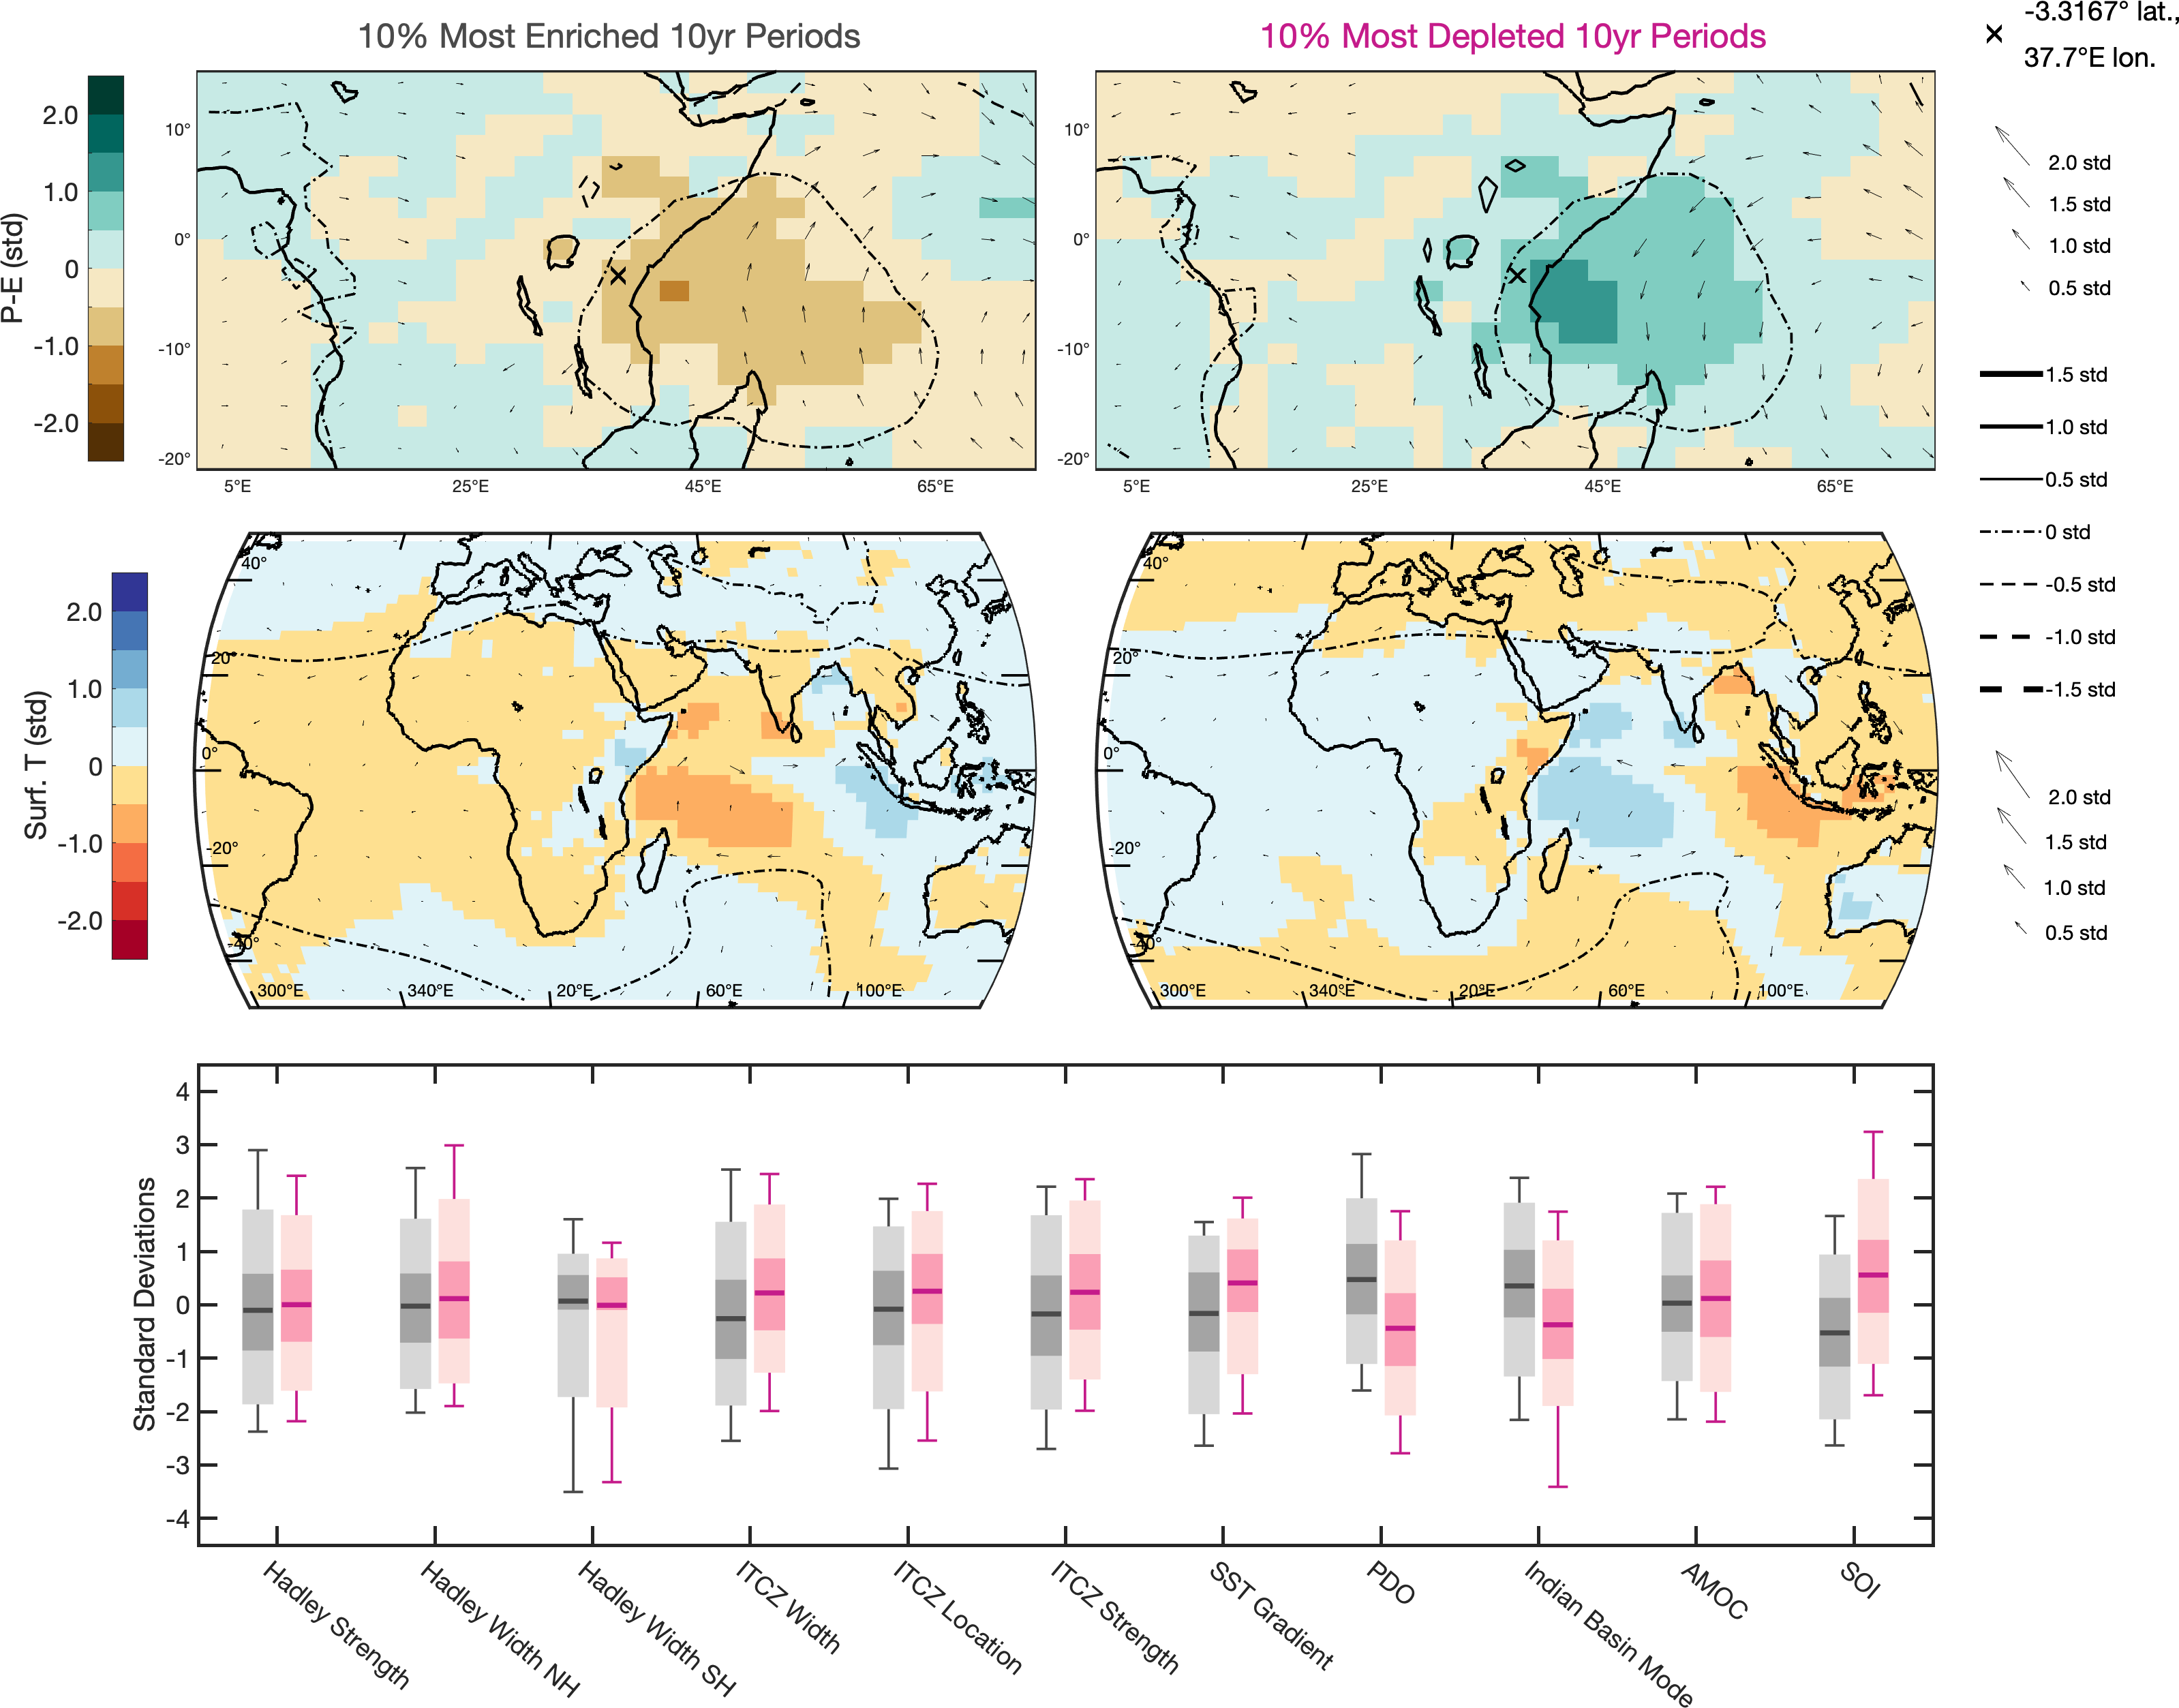 10% Most Enriched 10yr Periods
10% Most Depleted 10yr Periods
-3.3167° lat.,
37.7°E lon.
P-E (std)
2.0
1.0
0
-1.0
-2.0
10°
0°
-10°
-20°
5°E
25°E
45°E
65°E
10°
0°
-10°
-20°
5°E
25°E
45°E
65°E
2.0 std
1.5 std
1.0 std
0.5 std
1.5 std
1.0 std
0.5 std
0 std
-0.5 std
-1.0 std
-1.5 std
Surf. T (std)
2.0
1.0
0
-1.0
-2.0
40°
20°
0°
-20°
-40°
300°E
340°E
20°E
60°E
100°E
40°
20°
0°
-20°
-40°
300°E
340°E
20°E
60°E
100°E
2.0 std
1.5 std
1.0 std
0.5 std
Standard Deviations
4
3
2
1
0
-1
-2
-3
-4
Hadley Strength
Hadley Width NH
Hadley Width SH
ITCZ Width
ITCZ Location
ITCZ Strength
SST Gradient
PDO
Indian Basin Mode
AMOC
SOI